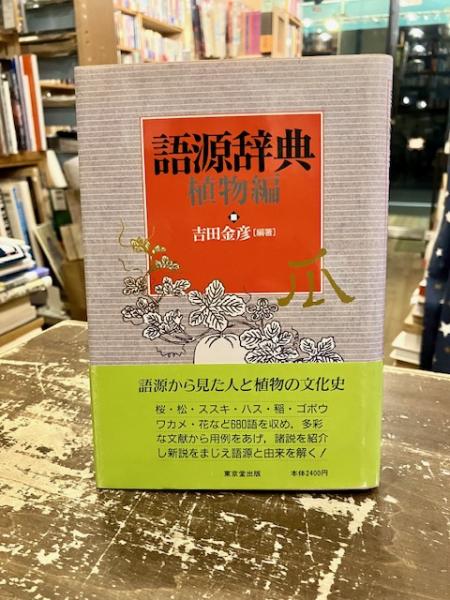 語源辞典
植物編
吉田金彦[編著]
瓜
語源から見た人と植物の文化史
桜・松・ススキ・ハス・稲・ゴボウ
ワカメ・花など680語を収め、多彩
な文献から用例をあげ、諸説を紹介
し新説をまじえ語源と由来を解く!
東京堂出版
本体2400円